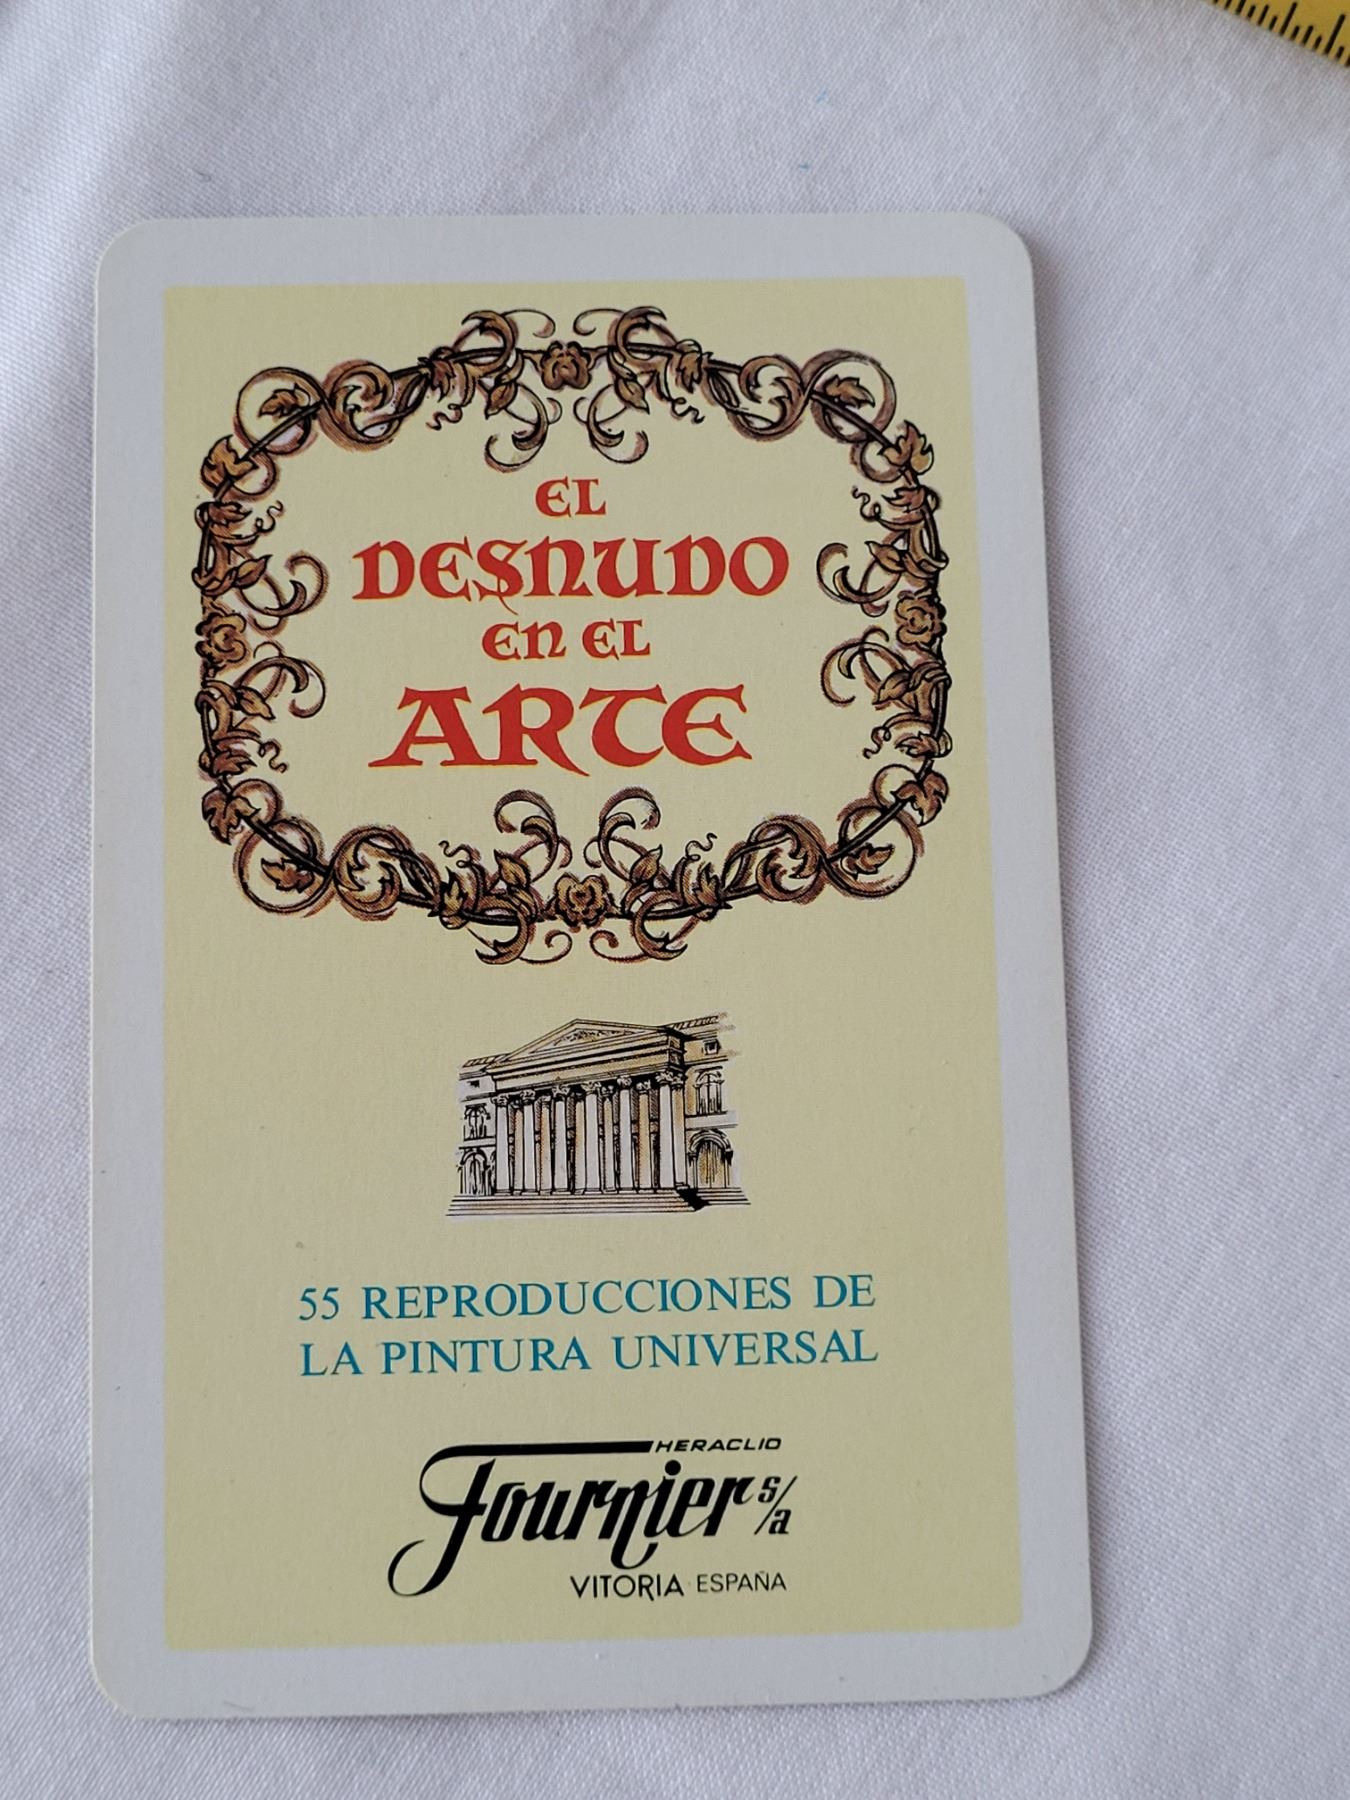 EL
DESNUDO
EN EL
ARTE
55 REPRODUCCIONES DE
LA PINTURA UNIVERSAL
HERACLIO
Fournier s/a
VITORIA - ESPAÑA